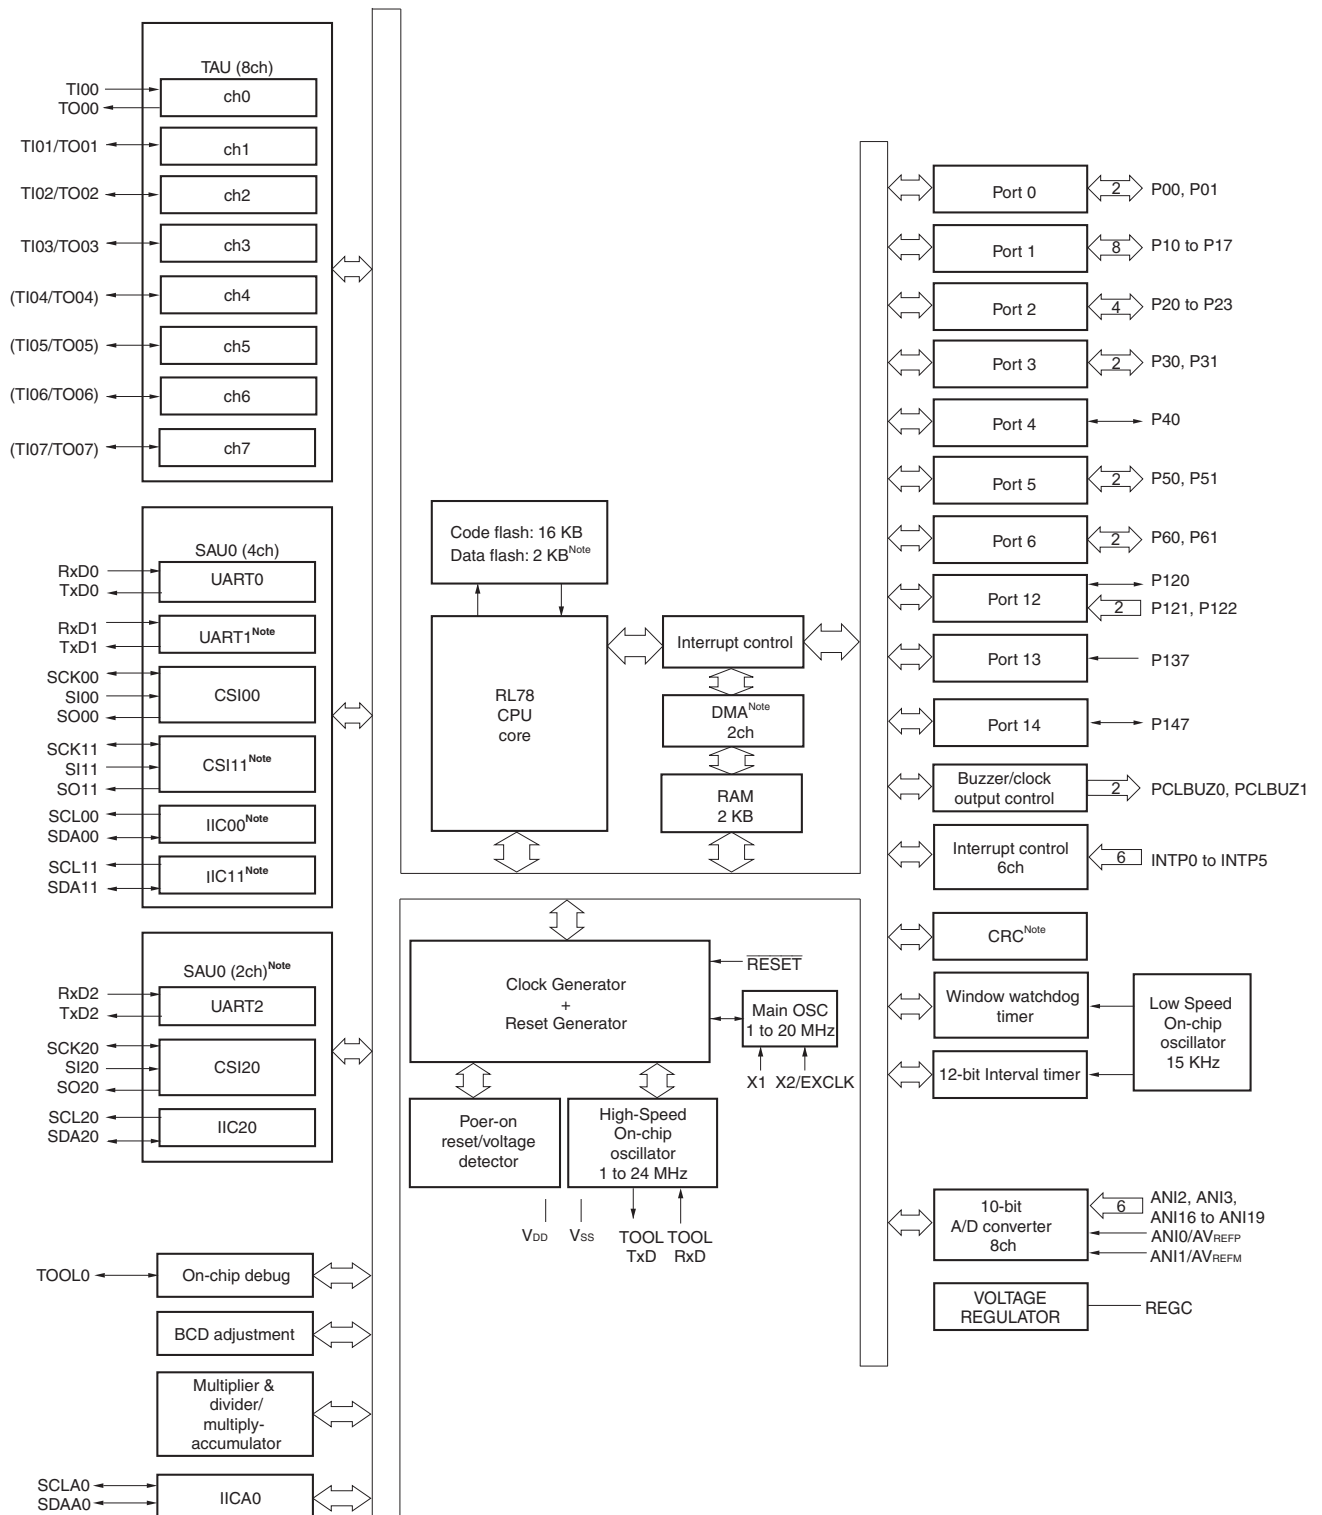 TAU (8ch)
TI00
TO00
ch0
TI01/TO01
ch1
TI02/TO02
ch2
TI03/TO03
ch3
(TI04/TO04)
ch4
(TI05/TO05)
ch5
(TI06/TO06)
ch6
(TI07/TO07)
ch7
SAU0 (4ch)
RxD0
TxD0
UART0
RxD1
TxD1
UART1Note
SCK00
SI00
SO00
CSI00
SCK11
SI11
SO11
CSI11Note
SCL00
SDA00
IIC00Note
SCL11
SDA11
IIC11Note
SAU0 (2ch)Note
RxD2
TxD2
UART2
SCK20
SI20
SO20
CSI20
SCL20
SDA20
IIC20
TOOL0
On-chip debug
BCD adjustment
Multiplier &
divider/
multiply-
accumulator
SCLA0
SDAA0
IICA0
Code flash: 16 KB
Data flash: 2 KBNote
RL78
CPU
core
Interrupt control
DMANote
2ch
RAM
2 KB
Clock Generator
+
Reset Generator
RESET
Main OSC
1 to 20 MHz
X1 X2/EXCLK
Poer-on
reset/voltage
detector
High-Speed
On-chip
oscillator
1 to 24 MHz
VDD
VSS
TOOL
TxD
TOOL
RxD
Port 0
2
P00, P01
Port 1
8
P10 to P17
Port 2
4
P20 to P23
Port 3
2
P30, P31
Port 4
P40
Port 5
2
P50, P51
Port 6
2
P60, P61
Port 12
P120
2
P121, P122
Port 13
P137
Port 14
P147
Buzzer/clock
output control
2
PCLBUZ0, PCLBUZ1
Interrupt control
6ch
6
INTP0 to INTP5
CRCNote
Window watchdog
timer
Low Speed
On-chip
oscillator
15 KHz
12-bit Interval timer
10-bit
A/D converter
8ch
6
ANI2, ANI3,
ANI16 to ANI19
ANI0/AVREFP
ANI1/AVREFM
VOLTAGE
REGULATOR
REGC